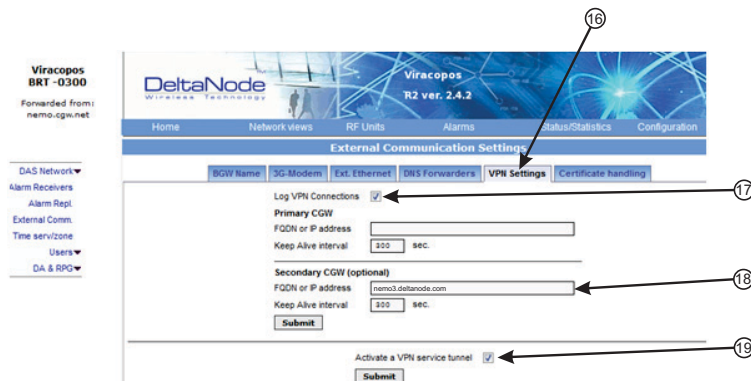 16
Viracopos
BRT -0300
Forwarded from:
nemo.cgw.net
DeltaNode
Wireless Technology
Viracopos
R2 ver. 2.4.2
Home Network views RF Units Alarms Status/Statistics Configuration
External Communication Settings
BGW Name 3G-Modem Ext. Ethernet DNS Forwarders VPN Settings Certificate handling
DAS Network
Alarm Receivers
Alarm Repl.
External Comm.
Time serv/zone
Users
DA & RPG
Log VPN Connections
17
Primary CGW
FQDN or IP address
Keep Alive interval 300 sec.
Secondary CGW (optional)
FQDN or IP address nemo3.deltanode.com
18
Keep Alive interval 300 sec.
Submit
Activate a VPN service tunnel
19
Submit